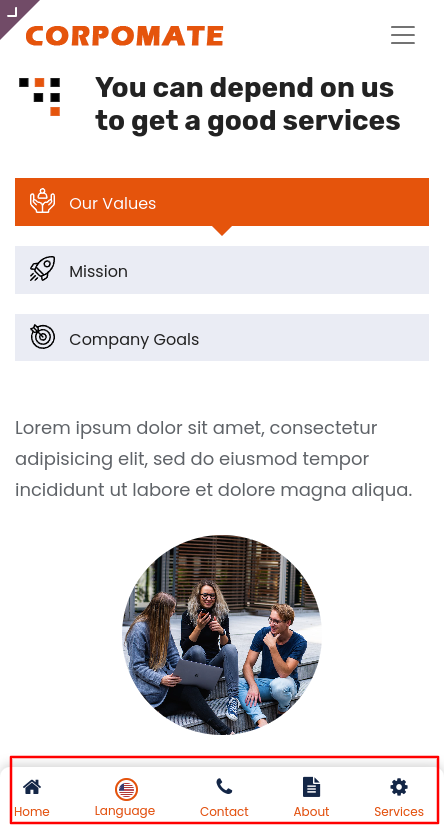 CORPOMATE
You can depend on us
to get a good services
Our Values
Mission
Company Goals
Lorem ipsum dolor sit amet, consectetur
adipisicing elit, sed do eiusmod tempor
incididunt ut labore et dolore magna aliqua.
Home Language Contact About Services